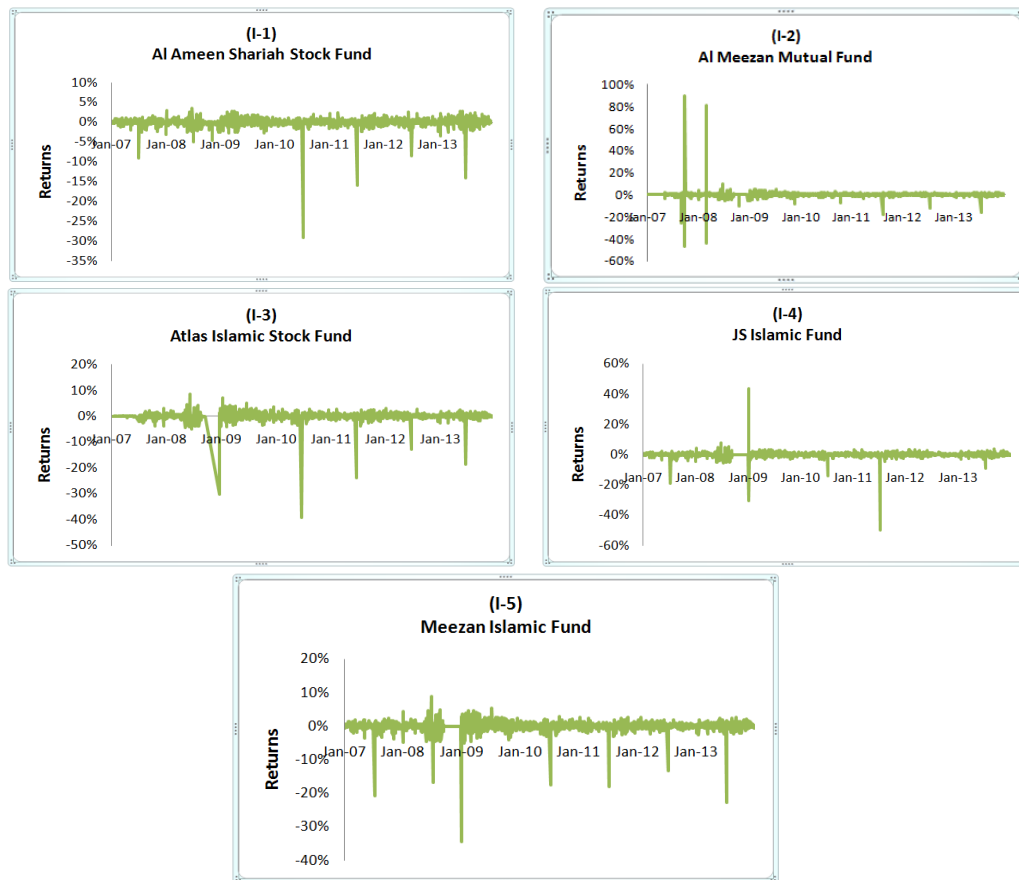 (I-1)
Al Ameen Shariah Stock Fund
10%
5%
0%
-5%
-10%
-15%
-20%
-25%
-30%
-35%
Returns
Jan-07 Jan-08 Jan-09 Jan-10 Jan-11 Jan-12 Jan-13
(I-2)
Al Meezan Mutual Fund
100%
80%
60%
40%
20%
0%
-20%
-40%
-60%
Returns
Jan-07 Jan-08 Jan-09 Jan-10 Jan-11 Jan-12 Jan-13
(I-3)
Atlas Islamic Stock Fund
20%
10%
0%
-10%
-20%
-30%
-40%
-50%
Returns
Jan-07 Jan-08 Jan-09 Jan-10 Jan-11 Jan-12 Jan-13
(I-4)
JS Islamic Fund
60%
40%
20%
0%
-20%
-40%
-60%
Returns
Jan-07 Jan-08 Jan-09 Jan-10 Jan-11 Jan-12 Jan-13
(I-5)
Meezan Islamic Fund
20%
10%
0%
-10%
-20%
-30%
-40%
Returns
Jan-07 Jan-08 Jan-09 Jan-10 Jan-11 Jan-12 Jan-13